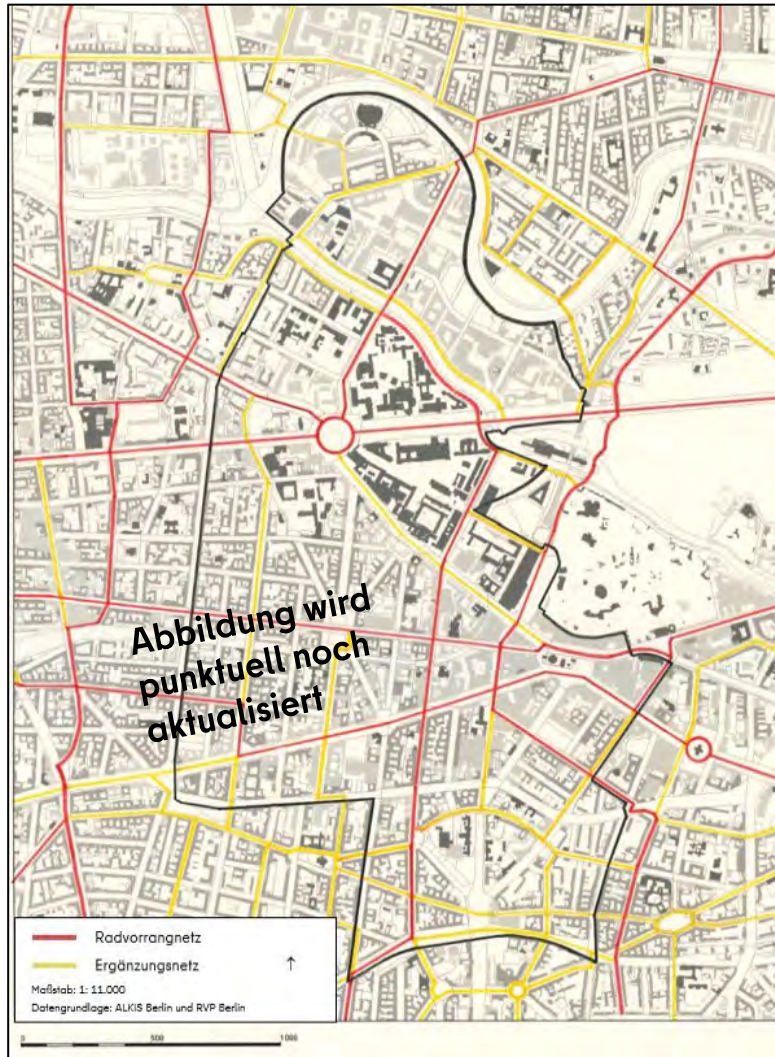 Abbildung wird
punktuell noch
aktualisiert
Radvorrangnetz
Ergänzungsnetz
Maßstab: 1: 11.000
Datengrundlage: ALKIS Berlin und RVP Berlin
0 500 1000